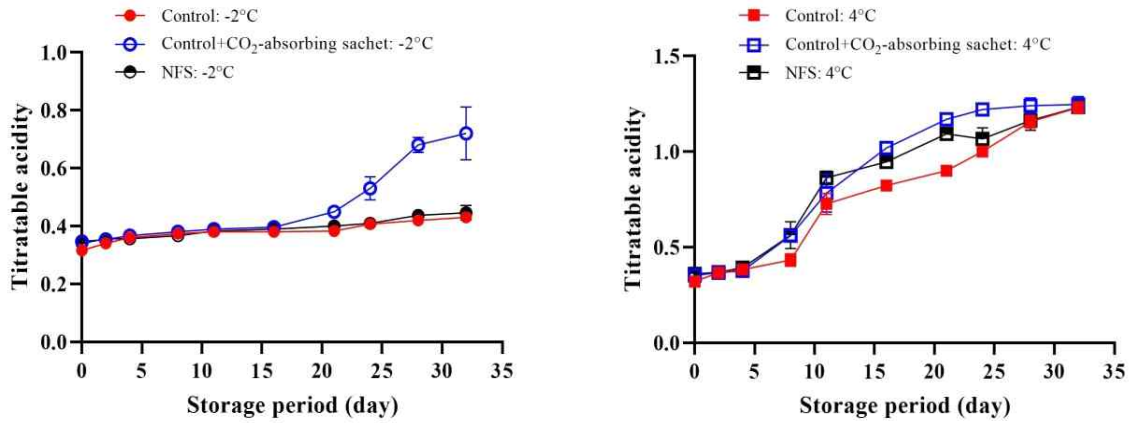 Control: -2°C
Control+CO₂-absorbing sachet: -2°C
NFS: -2°C
1.0
0.8
0.6
0.4
0.2
0.0
Titratable acidity
0 5 10 15 20 25 30 35
Storage period (day)
Control: 4°C
Control+CO₂-absorbing sachet: 4°C
NFS: 4°C
1.5
1.0
0.5
0.0
Titratable acidity
0 5 10 15 20 25 30 35
Storage period (day)